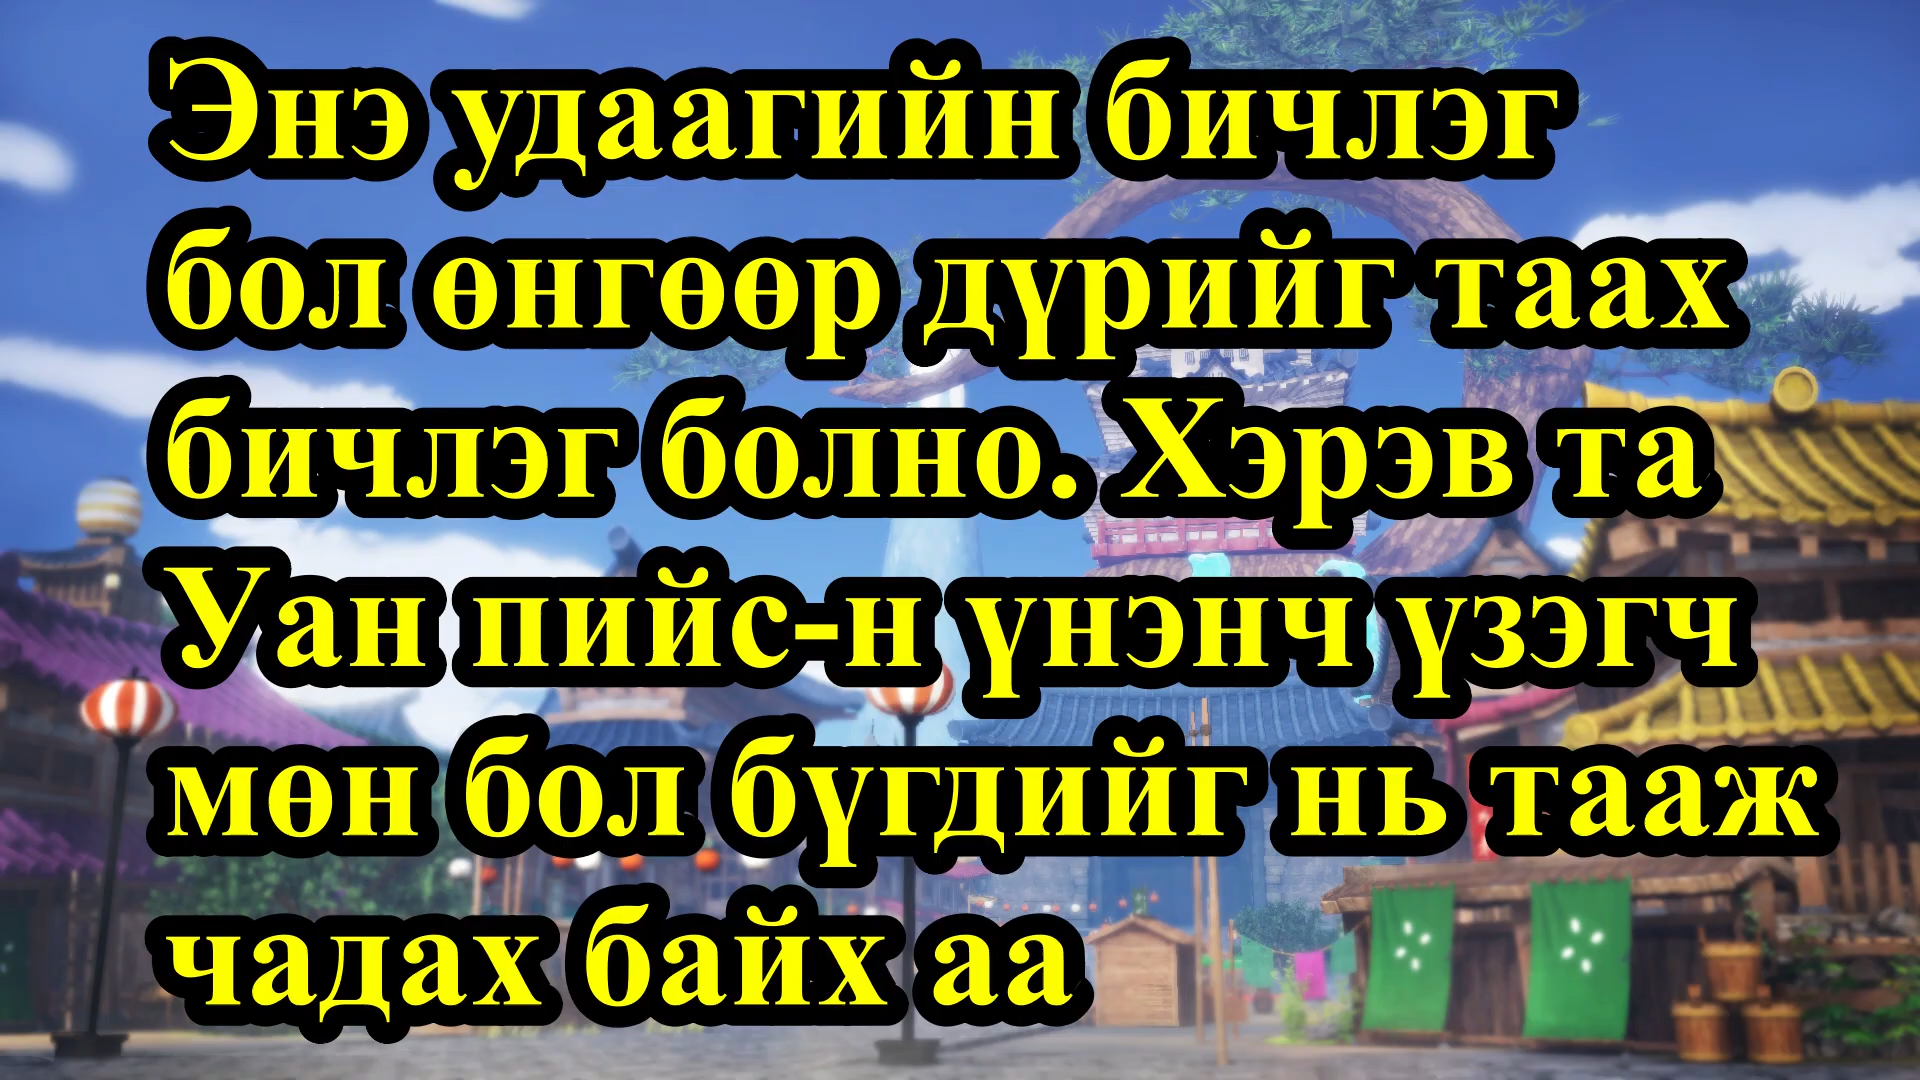 Энэ удаагийн бичлэг
бол өнгөөр дүрийг таах
бичлэг болно. Хэрэв та
Уан пийс-н үнэнч үзэгч
мөн бол бүгдийг нь тааж
чадах байх аа